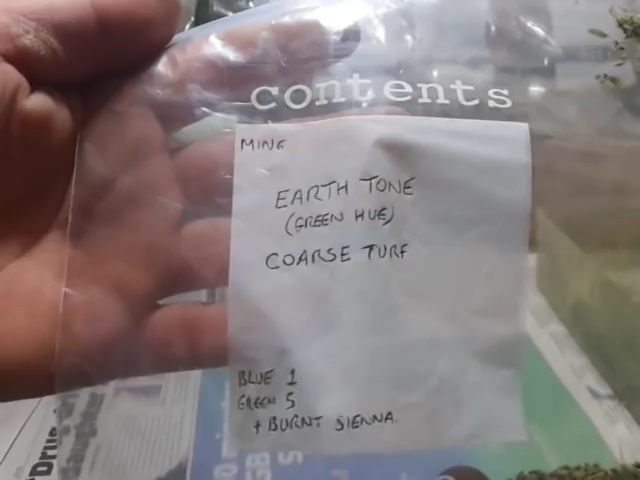 contents
MINE
EARTH TONE
(GREEN HUE)
COARSE TURF
BLUE 1
GREEN 5
+ BURNT SIENNA